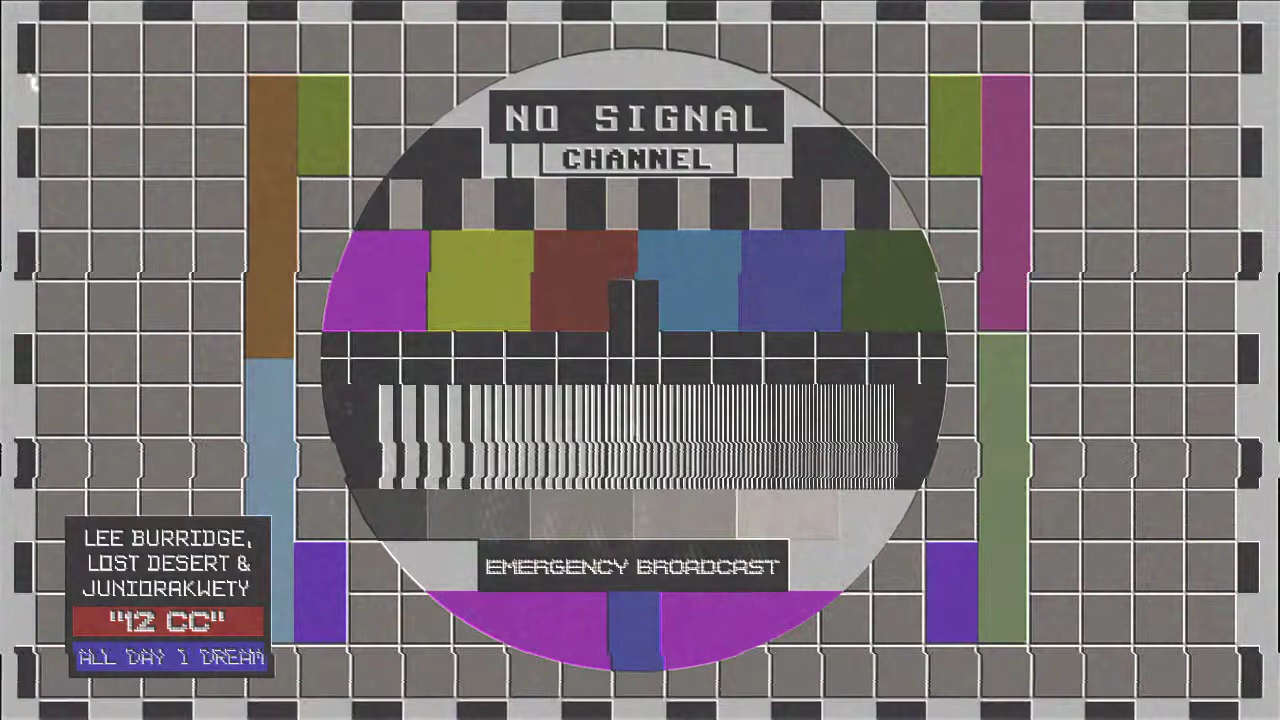 NO SIGNAL
CHANNEL
EMERGENCY BROADCAST
LEE BURRIDGE,
LOST DESERT &
JUNIORAKWETY
"12 CC"
ALL DAY I DREAM